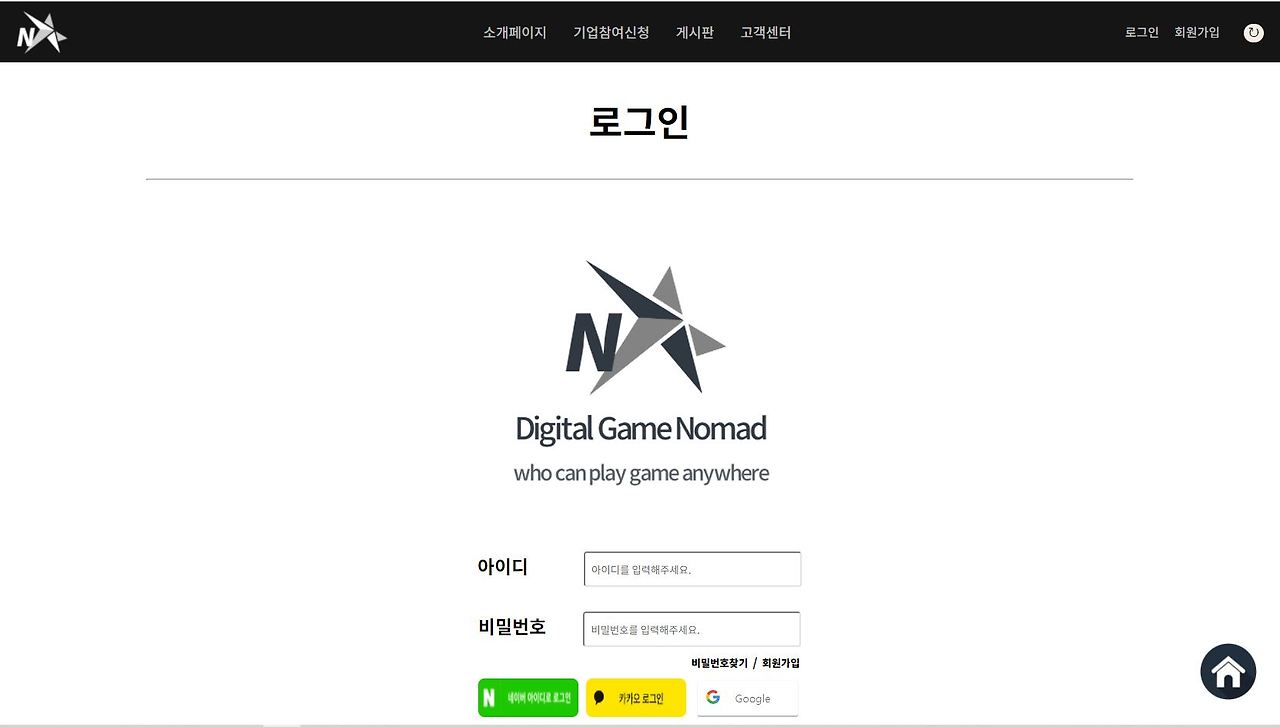 N
소개페이지 기업참여신청 게시판 고객센터
로그인 회원가입
로그인
N
Digital Game Nomad
who can play game anywhere
아이디 아이디를 입력해주세요.
비밀번호 비밀번호를 입력해주세요.
비밀번호찾기 / 회원가입
N 네이버 아이디로 로그인 카카오 로그인 G Google